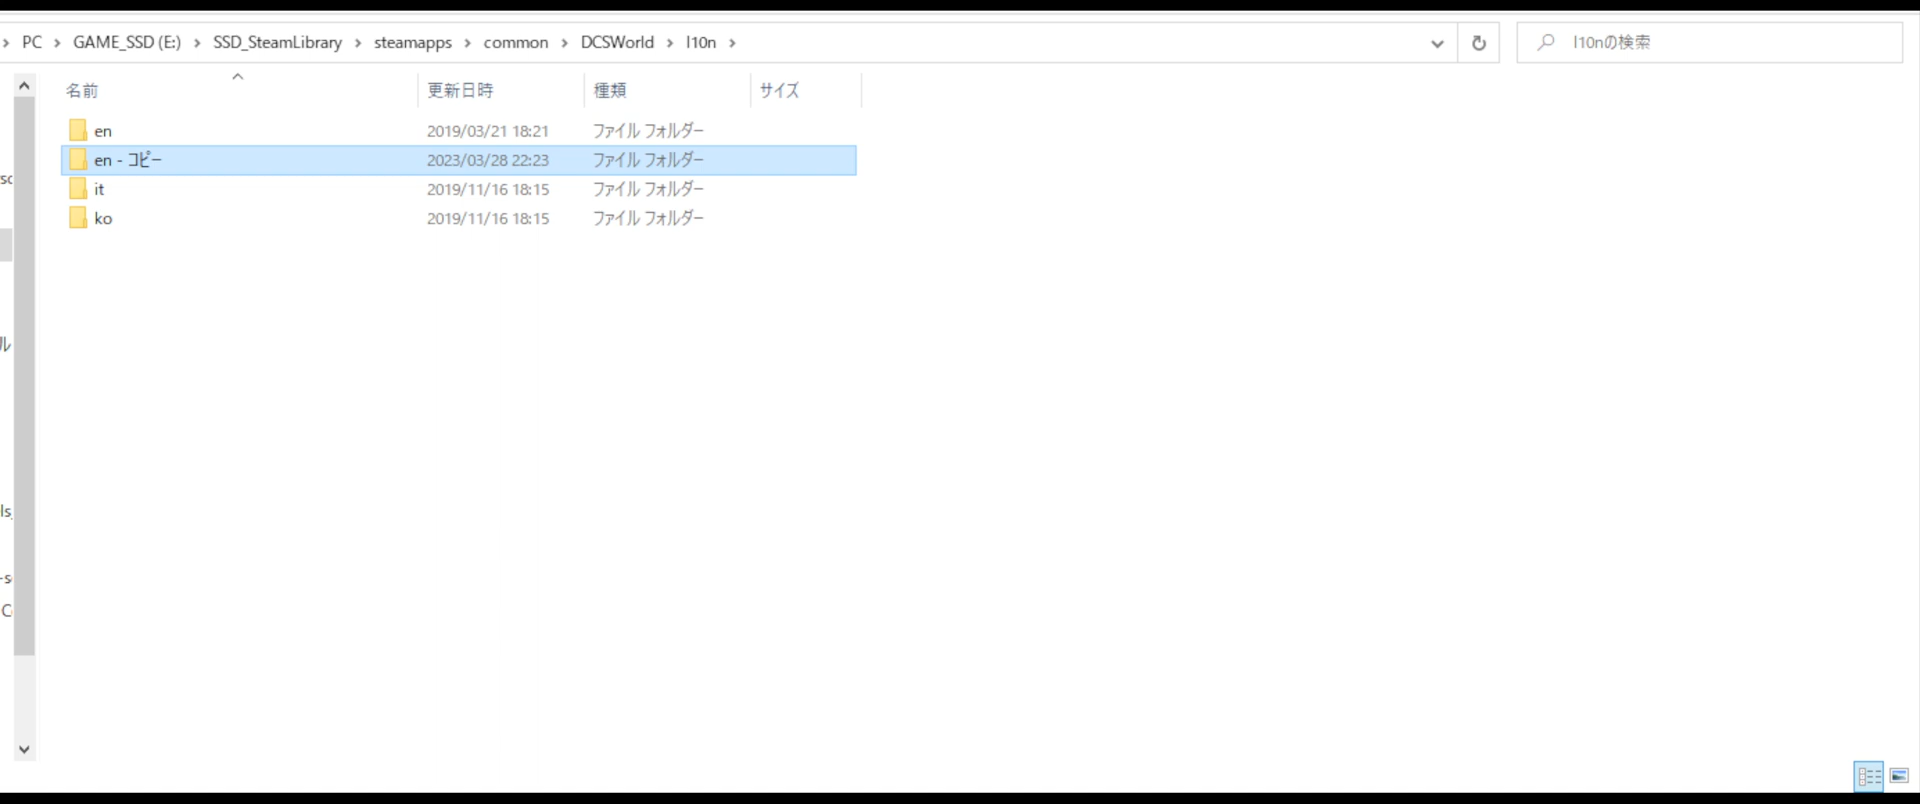 › PC › GAME_SSD (E:) › SSD_SteamLibrary › steamapps › common › DCSWorld › l10n ›
l10nの検索
名前 更新日時 種類 サイズ
en 2019/03/21 18:21 ファイル フォルダー
en - コピー 2023/03/28 22:23 ファイル フォルダー
it 2019/11/16 18:15 ファイル フォルダー
ko 2019/11/16 18:15 ファイル フォルダー